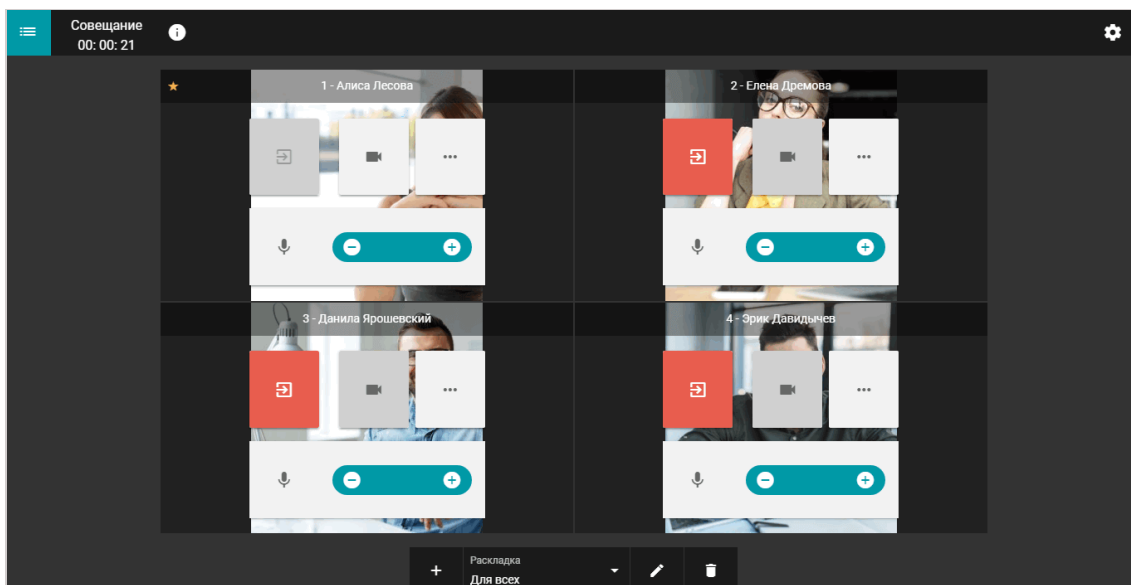 Совещание
00: 00: 21
1 - Алиса Лесова
2 - Елена Дремова
3 - Данила Ярошевский
4 - Эрик Давидычев
Раскладка
Для всех